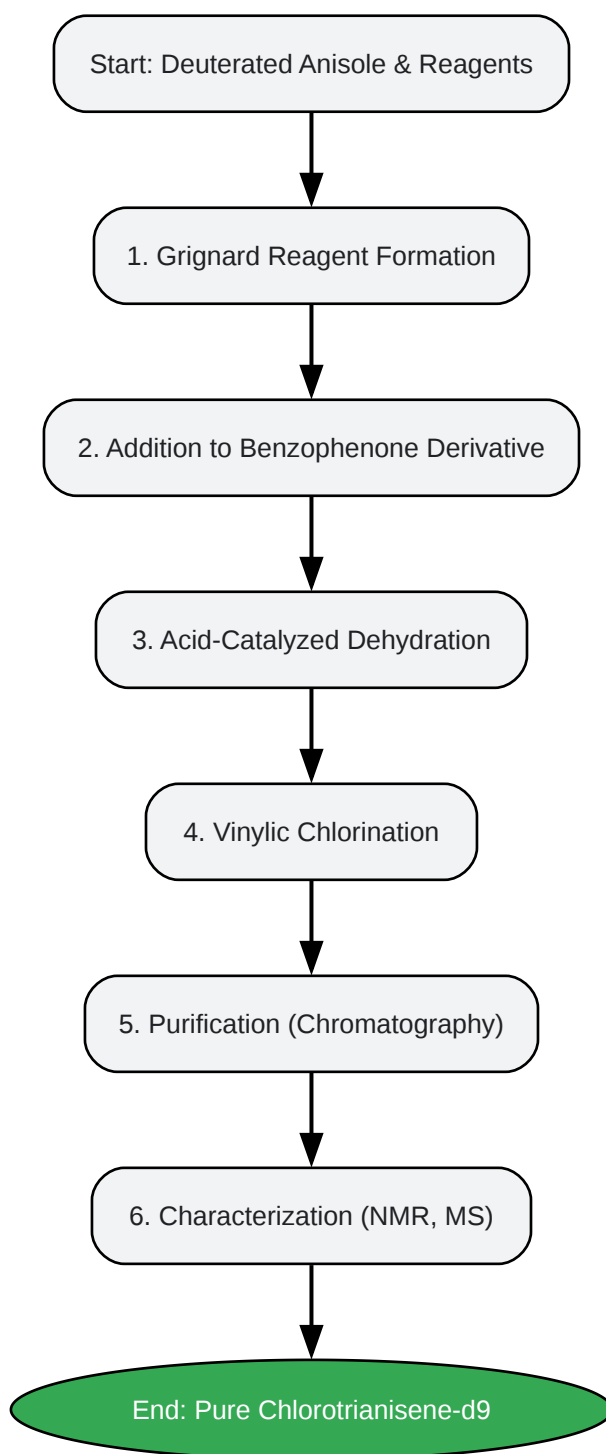 Start: Deuterated Anisole & Reagents
1. Grignard Reagent Formation
2. Addition to Benzophenone Derivative
3. Acid-Catalyzed Dehydration
4. Vinylic Chlorination
5. Purification (Chromatography)
6. Characterization (NMR, MS)
End: Pure Chlorotrianisene-d9